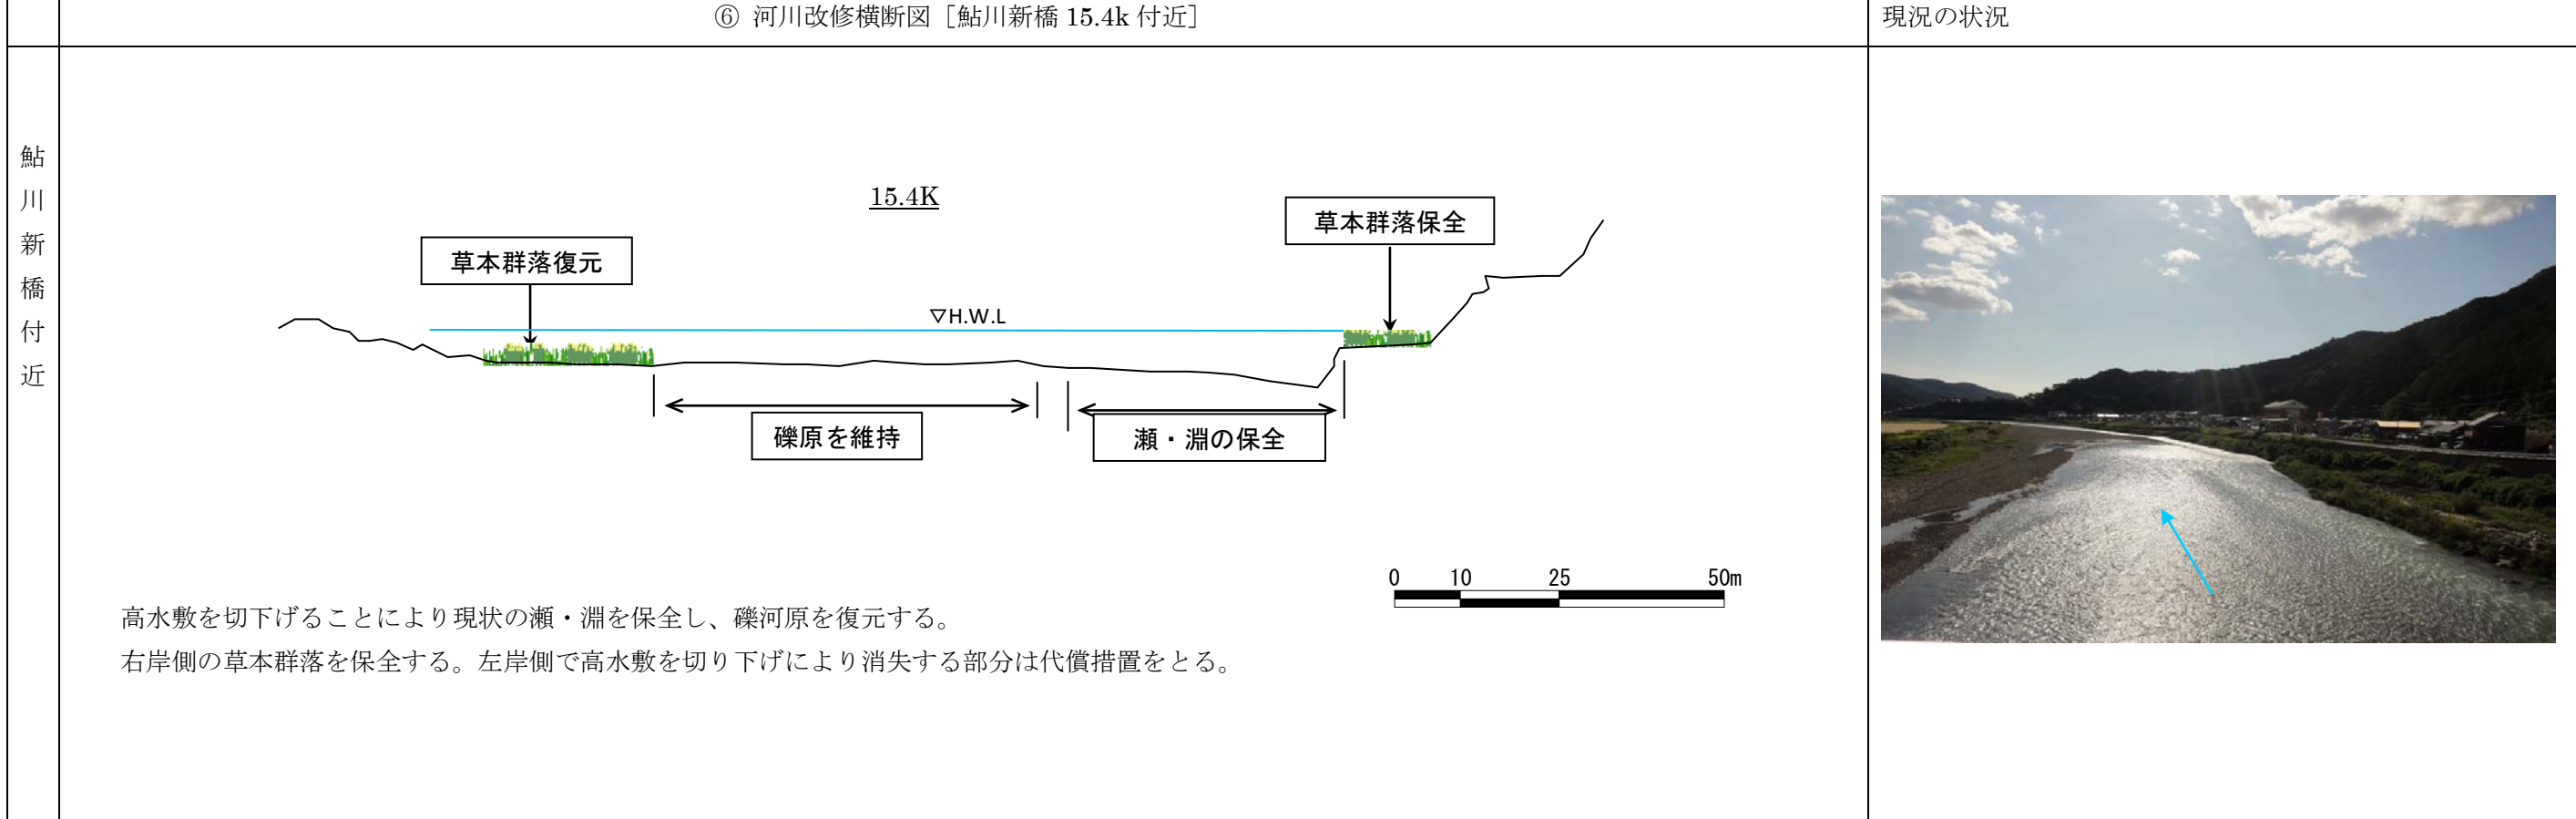 ⑥ 河川改修横断図［鮎川新橋 15.4k 付近］
現況の状況
鮎川新橋付近
15.4K
草本群落保全
草本群落復元
▽H.W.L
礫原を維持
瀬・淵の保全
0 10 25 50m
高水敷を切下げることにより現状の瀬・淵を保全し、礫河原を復元する。
右岸側の草本群落を保全する。左岸側で高水敷を切り下げにより消失する部分は代償措置をとる。